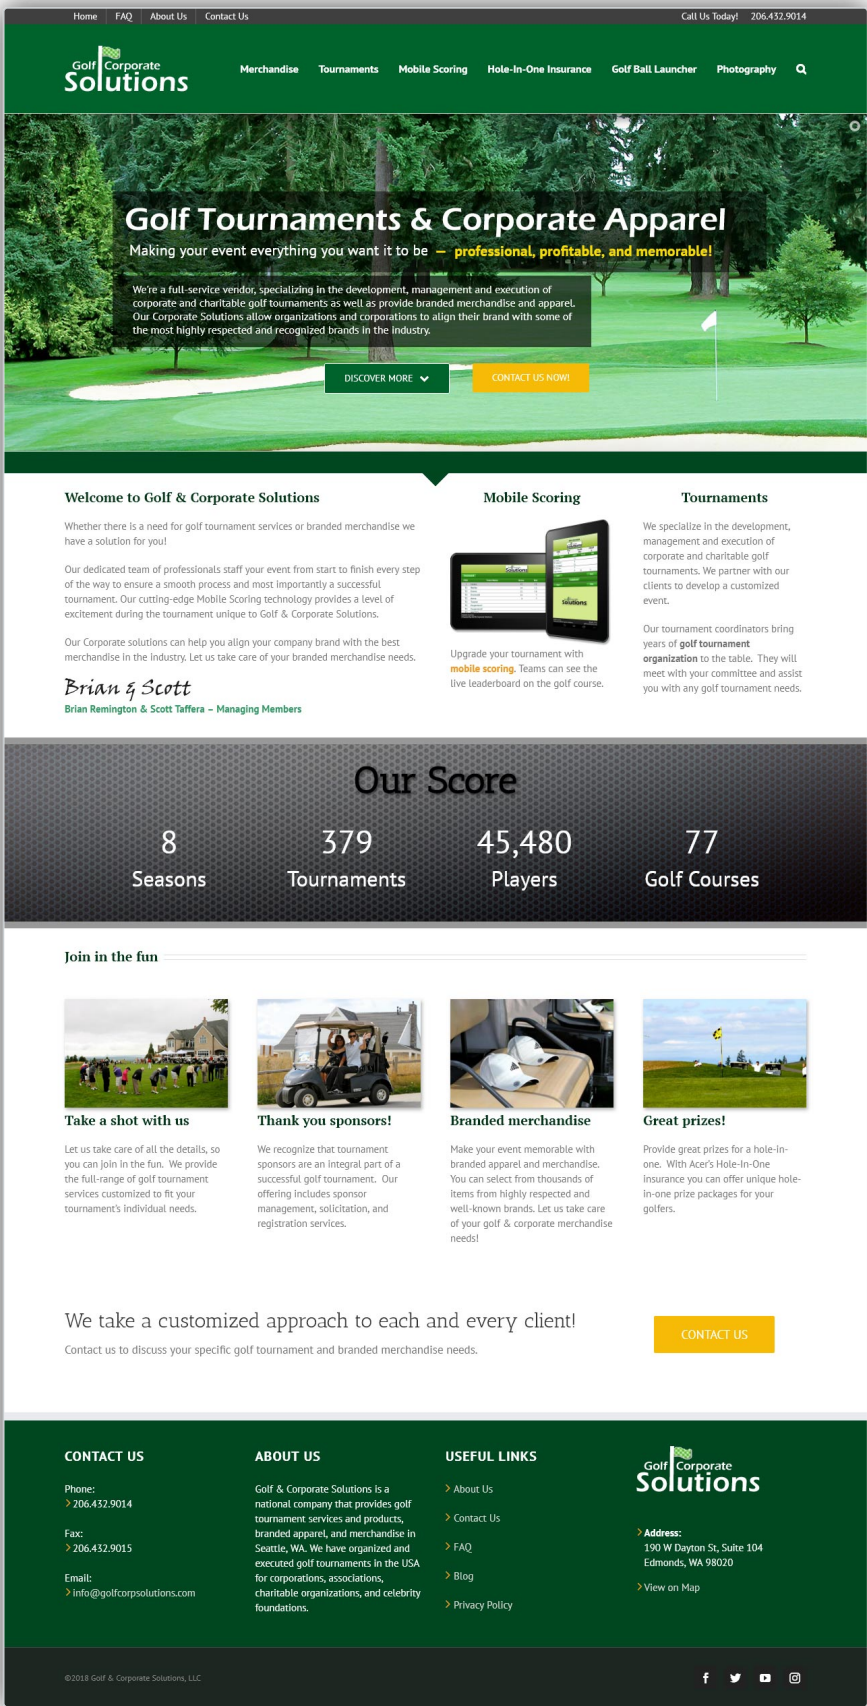 Home FAQ About Us Contact Us Call Us Today! 206.432.9014
Golf Corporate
Solutions
Merchandise Tournaments Mobile Scoring Hole-In-One Insurance Golf Ball Launcher Photography
Golf Tournaments & Corporate Apparel
Making your event everything you want it to be – professional, profitable, and memorable!
We're a full-service vendor, specializing in the development, management and execution of
corporate and charitable golf tournaments as well as provide branded merchandise and apparel.
Our Corporate Solutions allow organizations and corporations to align their brand with some of
the most highly respected and recognized brands in the industry.
DISCOVER MORE
CONTACT US NOW!
Welcome to Golf & Corporate Solutions
Whether there is a need for golf tournament services or branded merchandise we
have a solution for you!
Our dedicated team of professionals staff your event from start to finish every step
of the way to ensure a smooth process and most importantly a successful
tournament. Our cutting-edge Mobile Scoring technology provides a level of
excitement during the tournament unique to Golf & Corporate Solutions.
Our Corporate solutions can help you align your company brand with the best
merchandise in the industry. Let us take care of your branded merchandise needs.
Brian & Scott
Brian Remington & Scott Taffera – Managing Members
Mobile Scoring
Solutions
Solutions
Upgrade your tournament with
mobile scoring. Teams can see the
live leaderboard on the golf course.
Tournaments
We specialize in the development,
management and execution of
corporate and charitable golf
tournaments. We partner with our
clients to develop a customized
event.
Our tournament coordinators bring
years of golf tournament
organization to the table. They will
meet with your committee and assist
you with any golf tournament needs.
Our Score
8
Seasons
379
Tournaments
45,480
Players
77
Golf Courses
Join in the fun
Take a shot with us
Let us take care of all the details, so
you can join in the fun. We provide
the full-range of golf tournament
services customized to fit your
tournament's individual needs.
Thank you sponsors!
We recognize that tournament
sponsors are an integral part of a
successful golf tournament. Our
offering includes sponsor
management, solicitation, and
registration services.
Branded merchandise
Make your event memorable with
branded apparel and merchandise.
You can select from thousands of
items from highly respected and
well-known brands. Let us take care
of your golf & corporate merchandise
needs!
Great prizes!
Provide great prizes for a hole-in-
one. With Acer's Hole-In-One
insurance you can offer unique hole-
in-one prize packages for your
golfers.
We take a customized approach to each and every client!
Contact us to discuss your specific golf tournament and branded merchandise needs.
CONTACT US
CONTACT US
Phone:
206.432.9014
Fax:
206.432.9015
Email:
info@golfcorpsolutions.com
ABOUT US
Golf & Corporate Solutions is a
national company that provides golf
tournament services and products,
branded apparel, and merchandise in
Seattle, WA. We have organized and
executed golf tournaments in the USA
for corporations, associations,
charitable organizations, and celebrity
foundations.
USEFUL LINKS
About Us
Contact Us
FAQ
Blog
Privacy Policy
Golf Corporate
Solutions
Address:
190 W Dayton St, Suite 104
Edmonds, WA 98020
View on Map
©2018 Golf & Corporate Solutions, LLC